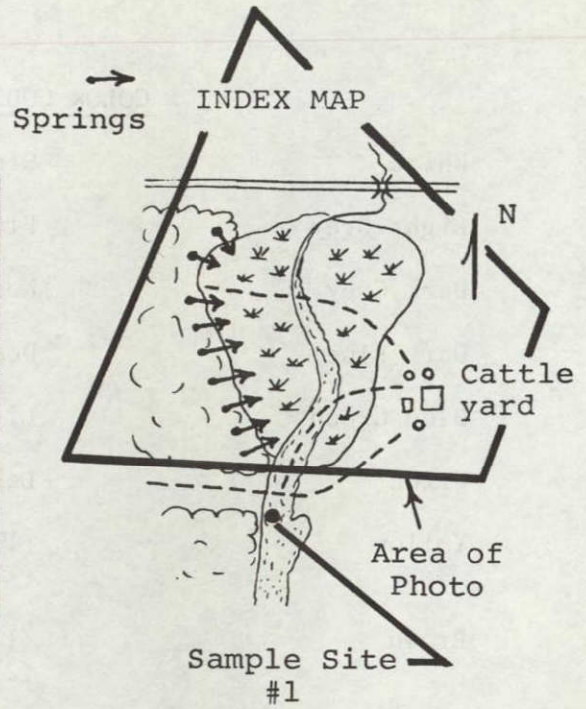 Springs
INDEX MAP
N
Cattle
yard
Area of
Photo
Sample Site
#1